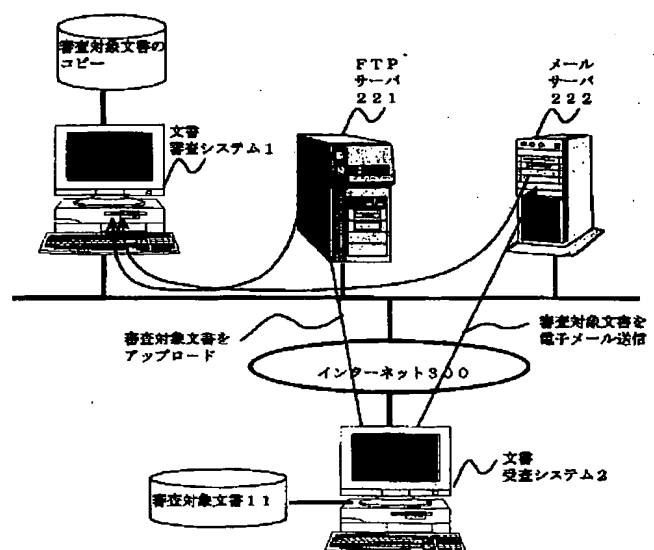 審査対象文書の
コピー
文書
審査システム1
FTP
サーバ
221
メール
サーバ
222
審査対象文書を
アップロード
審査対象文書を
電子メール送信
インターネット300
文書
受査システム2
審査対象文書11